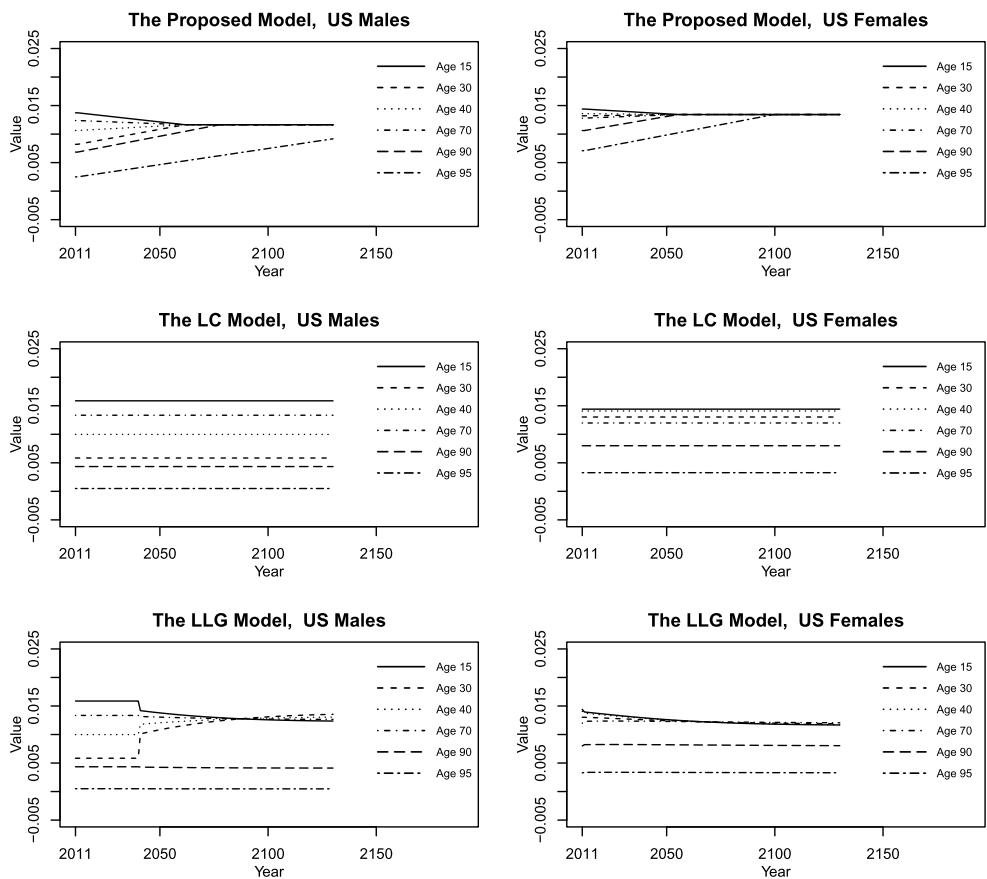 The Proposed Model, US Males
Value
0.025
0.015
0.005
−0.005
Age 15
Age 30
Age 40
Age 70
Age 90
Age 95
2011 2050 2100 2150
Year
The Proposed Model, US Females
Value
0.025
0.015
0.005
−0.005
Age 15
Age 30
Age 40
Age 70
Age 90
Age 95
2011 2050 2100 2150
Year
The LC Model, US Males
Value
0.025
0.015
0.005
−0.005
Age 15
Age 30
Age 40
Age 70
Age 90
Age 95
2011 2050 2100 2150
Year
The LC Model, US Females
Value
0.025
0.015
0.005
−0.005
Age 15
Age 30
Age 40
Age 70
Age 90
Age 95
2011 2050 2100 2150
Year
The LLG Model, US Males
Value
0.025
0.015
0.005
−0.005
Age 15
Age 30
Age 40
Age 70
Age 90
Age 95
2011 2050 2100 2150
Year
The LLG Model, US Females
Value
0.025
0.015
0.005
−0.005
Age 15
Age 30
Age 40
Age 70
Age 90
Age 95
2011 2050 2100 2150
Year